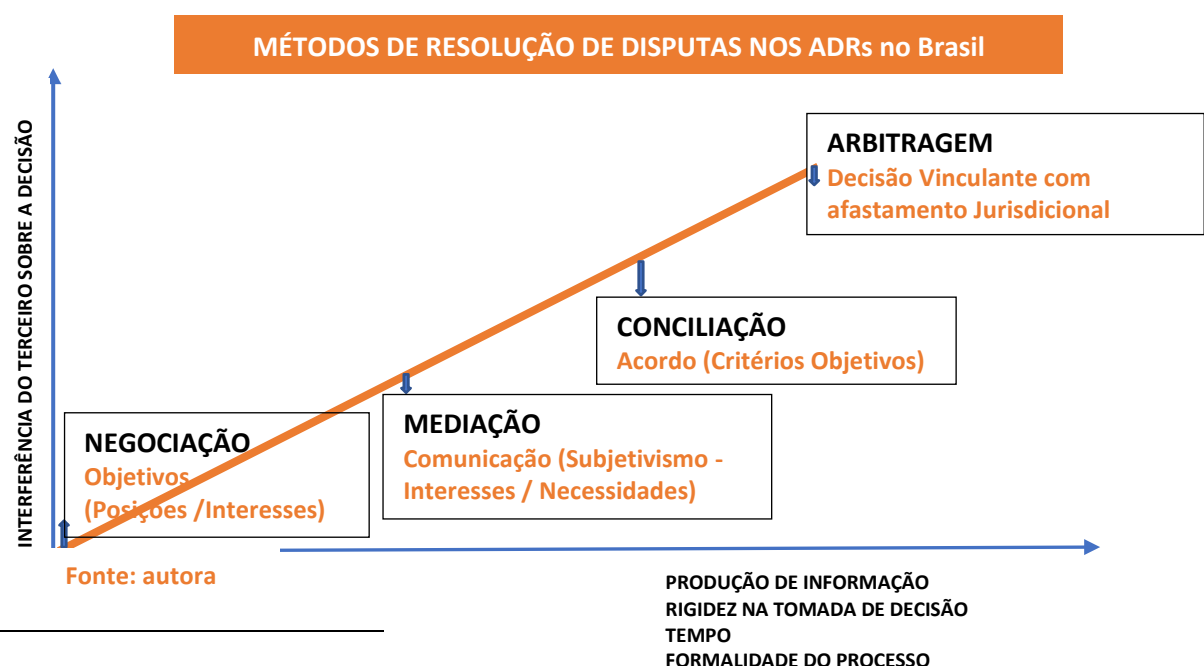 MÉTODOS DE RESOLUÇÃO DE DISPUTAS NOS ADRs no Brasil
INTERFERÊNCIA DO TERCEIRO SOBRE A DECISÃO
ARBITRAGEM
Decisão Vinculante com
afastamento Jurisdicional
CONCILIAÇÃO
Acordo (Critérios Objetivos)
MEDIAÇÃO
Comunicação (Subjetivismo -
Interesses / Necessidades)
NEGOCIAÇÃO
Objetivos
(Posições /Interesses)
Fonte: autora
PRODUÇÃO DE INFORMAÇÃO
RIGIDEZ NA TOMADA DE DECISÃO
TEMPO
FORMALIDADE DO PROCESSO